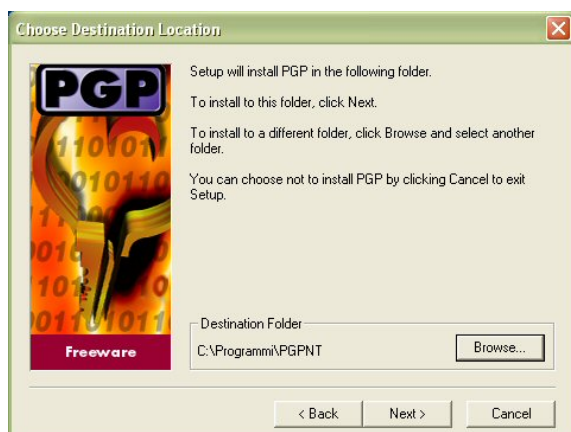 Choose Destination Location
PGP
Setup will install PGP in the following folder.
To install to this folder, click Next.
To install to a different folder, click Browse and select another
folder.
You can choose not to install PGP by clicking Cancel to exit
Setup.
Freeware
Destination Folder
C:\Programmi\PGPNT
Browse...
< Back
Next >
Cancel